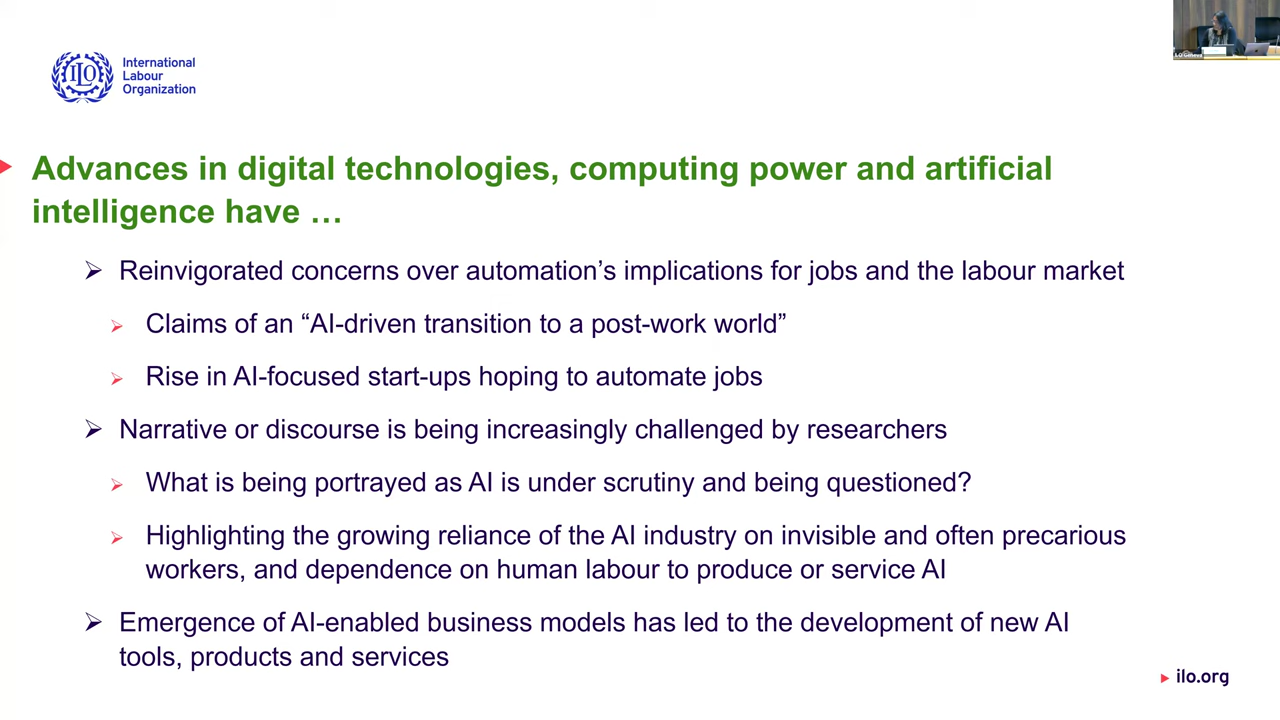 ILO Geneva
ILO
International
Labour
Organization
Advances in digital technologies, computing power and artificial
intelligence have …
Reinvigorated concerns over automation’s implications for jobs and the labour market
Claims of an “AI-driven transition to a post-work world”
Rise in AI-focused start-ups hoping to automate jobs
Narrative or discourse is being increasingly challenged by researchers
What is being portrayed as AI is under scrutiny and being questioned?
Highlighting the growing reliance of the AI industry on invisible and often precarious
workers, and dependence on human labour to produce or service AI
Emergence of AI-enabled business models has led to the development of new AI
tools, products and services
ilo.org